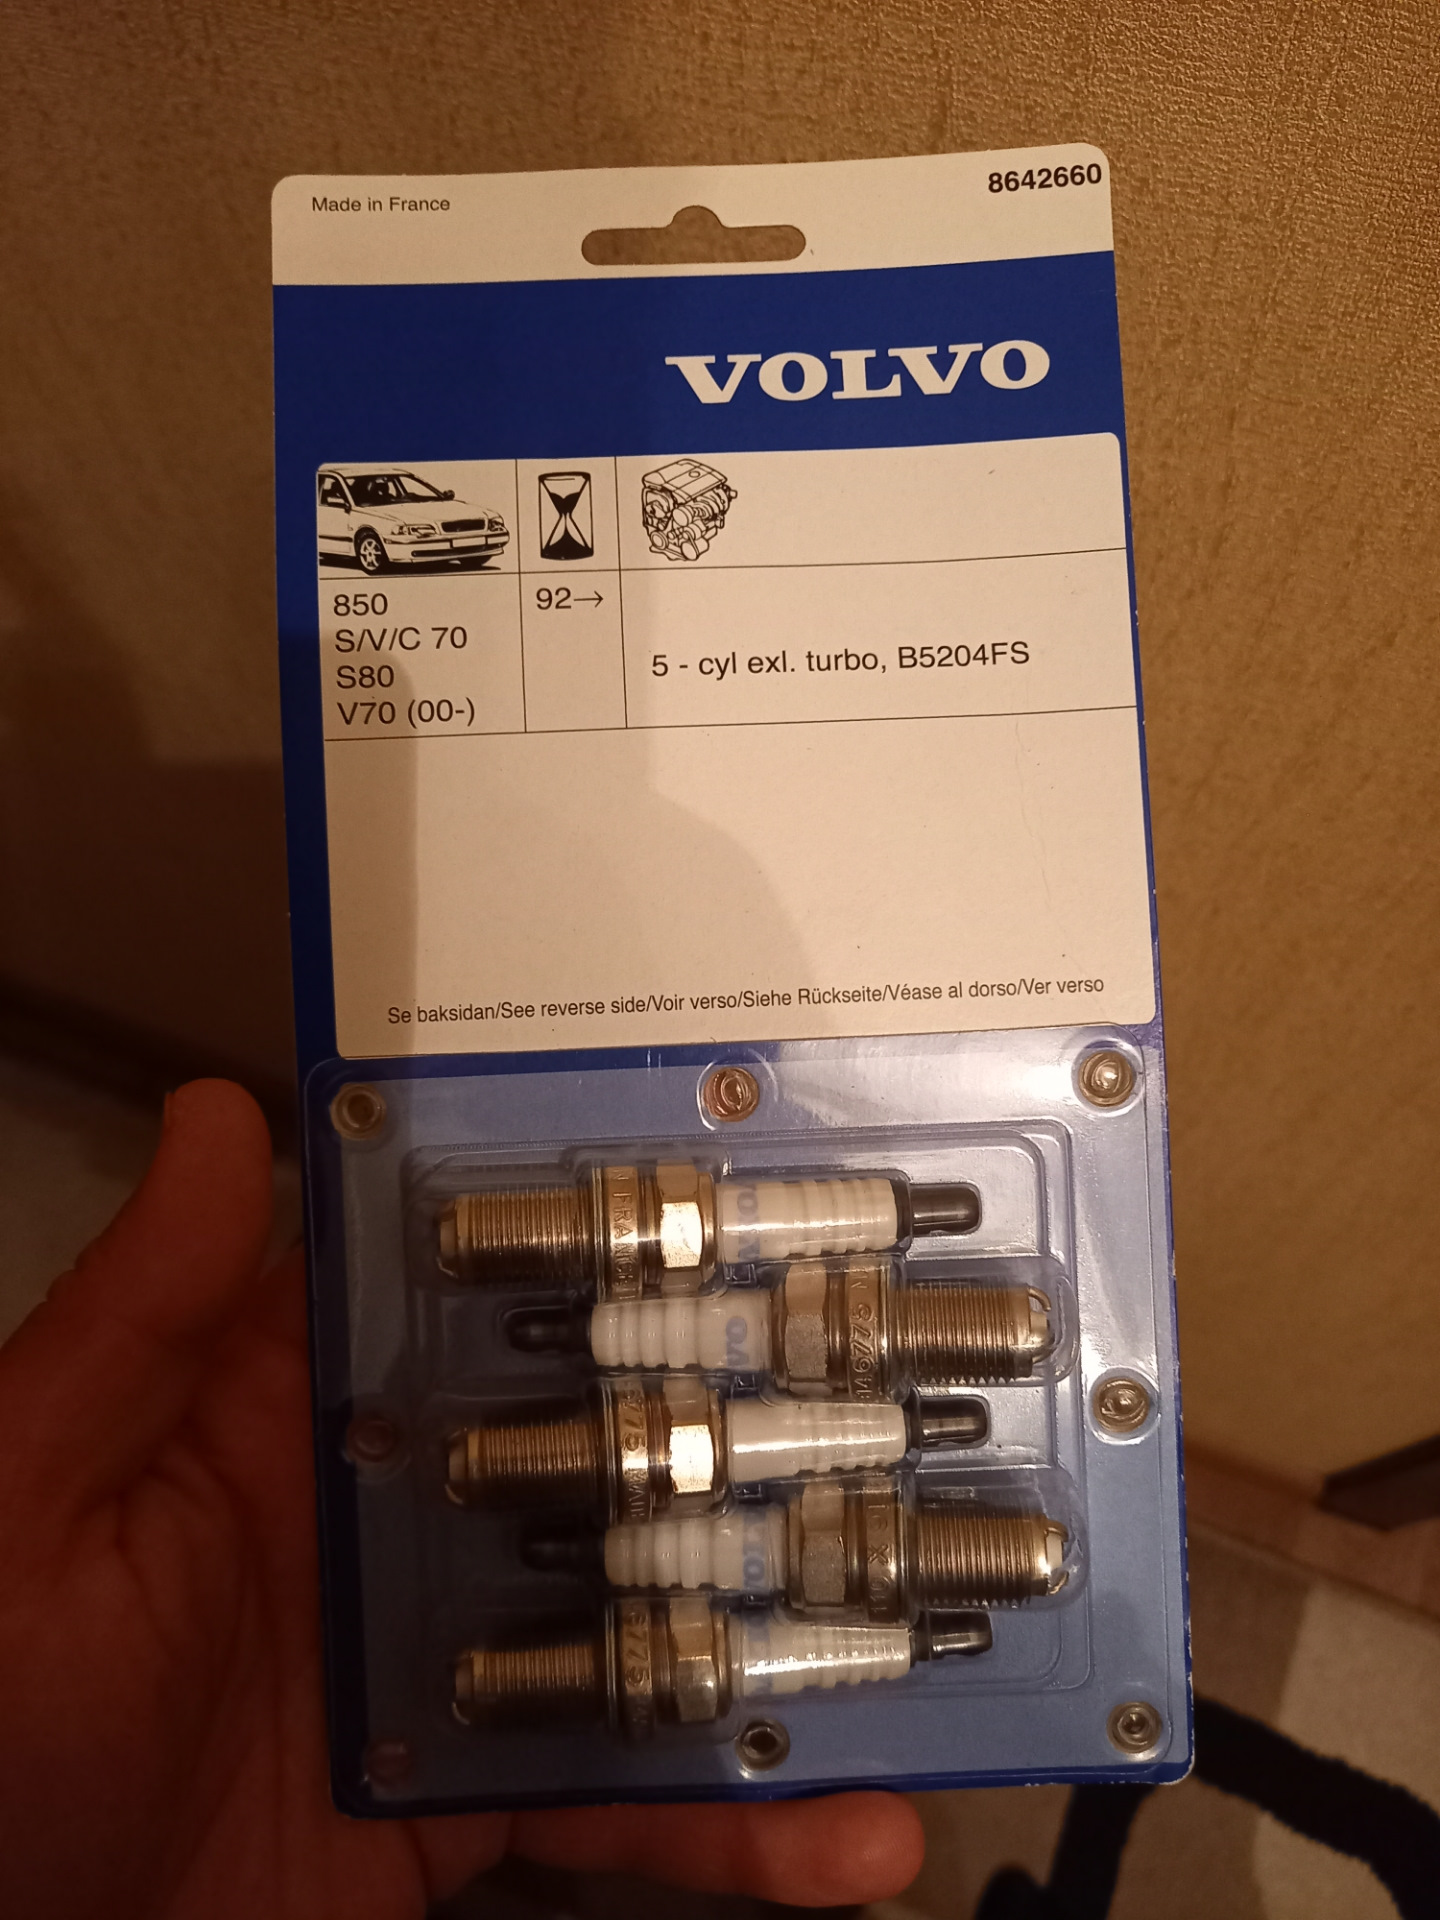 Made in France
8642660
VOLVO
850
S/V/C 70
S80
V70 (00-)
92→
5 - cyl exl. turbo, B5204FS
Se baksidan/See reverse side/Voir verso/Siehe Rückseite/Véase al dorso/Ver verso
N FRANCE